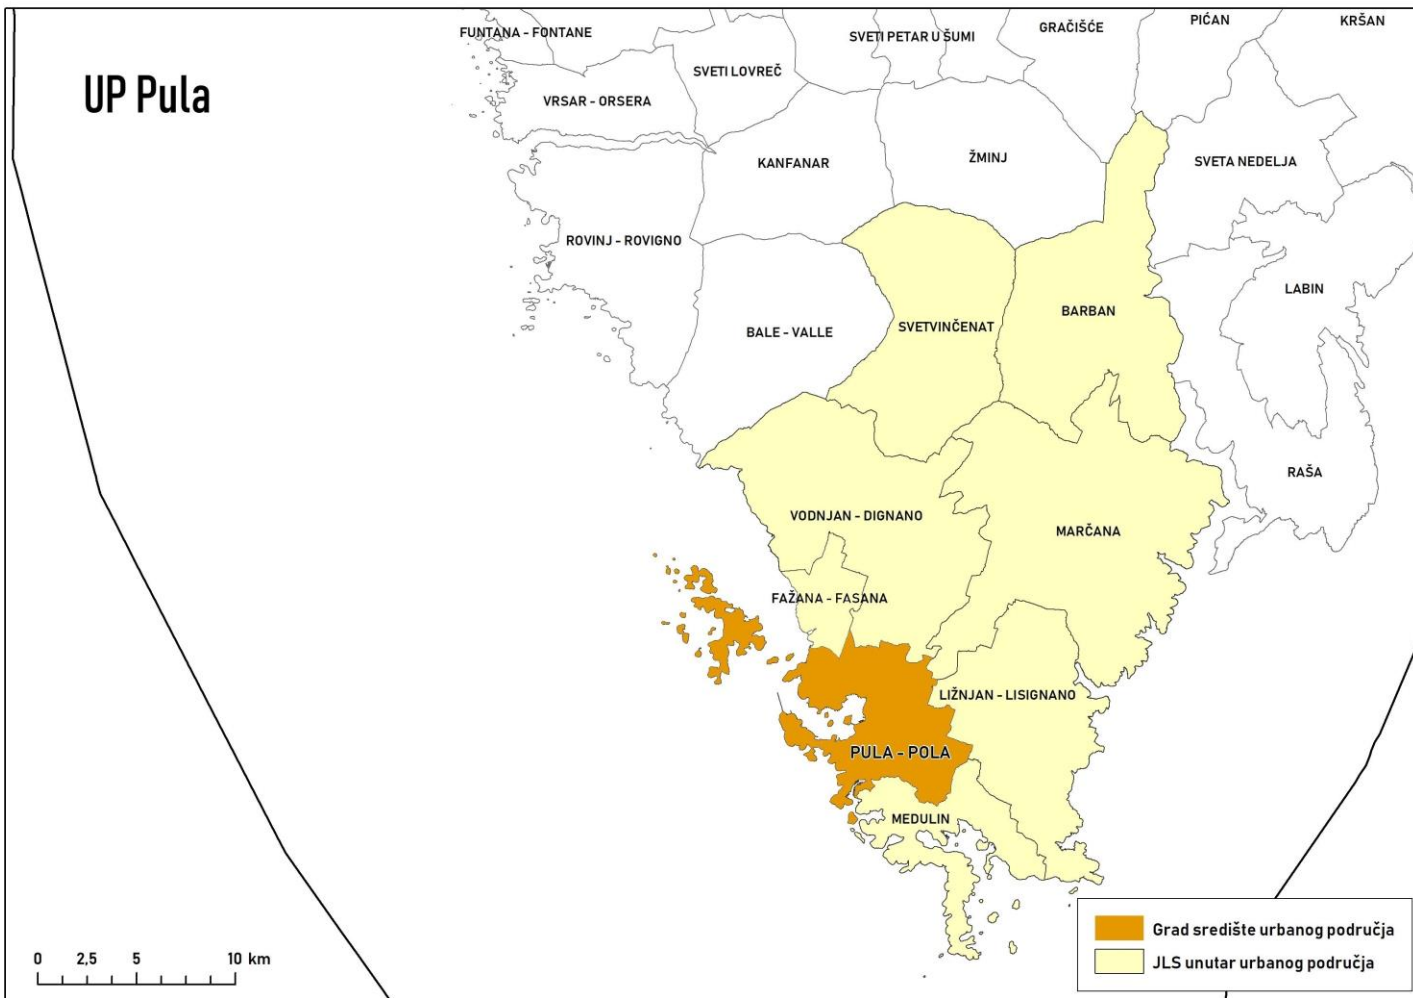 FUNTANA - FONTANE
SVETI PETAR U ŠUMI
GRAČIŠĆE
PIĆAN
KRŠAN
SVETI LOVREČ
UP Pula
VRSAR - ORSERA
KANFANAR
ŽMINJ
SVETA NEDELJA
ROVINJ - ROVIGNO
LABIN
BARBAN
SVETVINČENAT
BALE - VALLE
RAŠA
VODNJAN - DIGNANO
MARČANA
FAŽANA - FASANA
LIŽNJAN - LISIGNANO
PULA - POLA
MEDULIN
Grad središte urbanog područja
JLS unutar urbanog područja
0 2,5 5 10 km